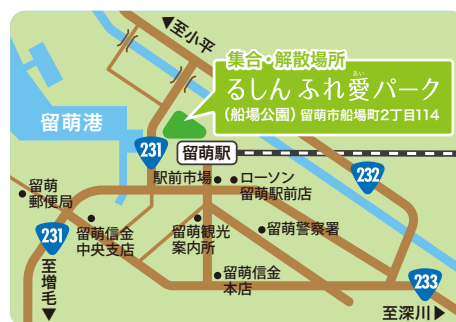 ▼至小平
集合・解散場所
るしん ふれ愛パーク
あい
(船場公園) 留萌市船場町2丁目114
留萌港
231
留萌駅
232
駅前市場
ローソン
留萌駅前店
留萌
郵便局
231
留萌信金
中央支店
留萌観光
案内所
留萌警察署
至増毛▼
留萌信金
本店
233
至深川▶